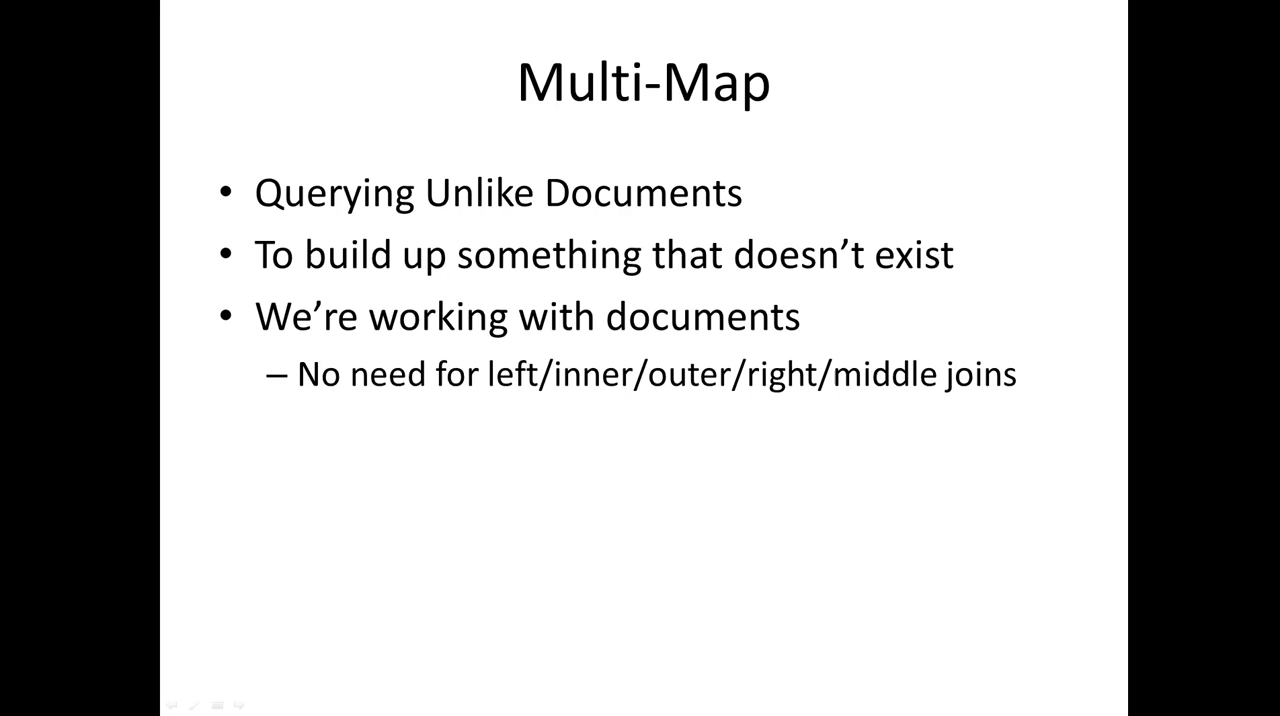 Multi-Map
• Querying Unlike Documents
• To build up something that doesn’t exist
• We’re working with documents
– No need for left/inner/outer/right/middle joins